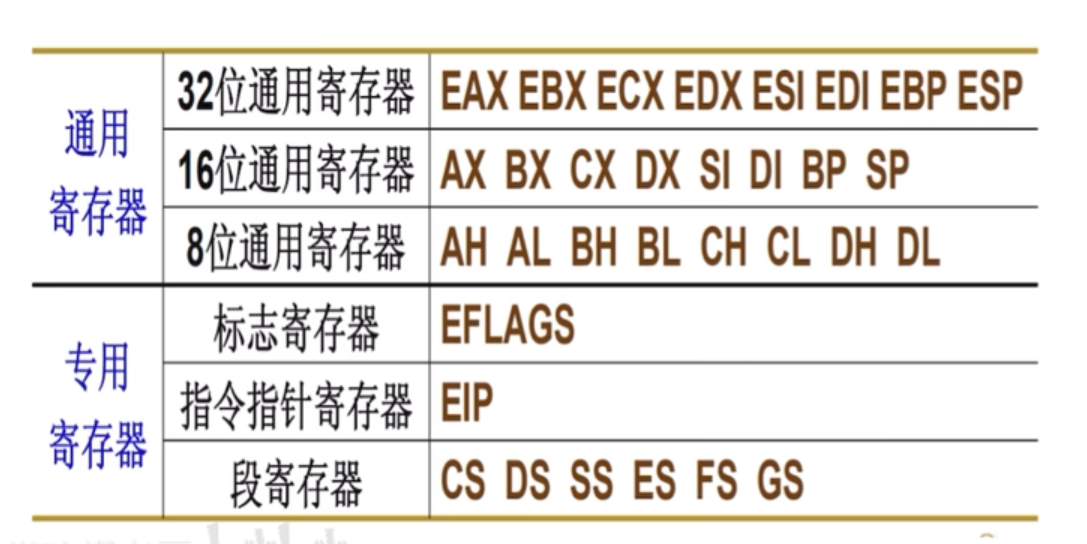 通用
寄存器
32位通用寄存器 EAX EBX ECX EDX ESI EDI EBP ESP
16位通用寄存器 AX BX CX DX SI DI BP SP
8位通用寄存器 AH AL BH BL CH CL DH DL
专用
寄存器
标志寄存器 EFLAGS
指令指针寄存器 EIP
段寄存器 CS DS SS ES FS GS